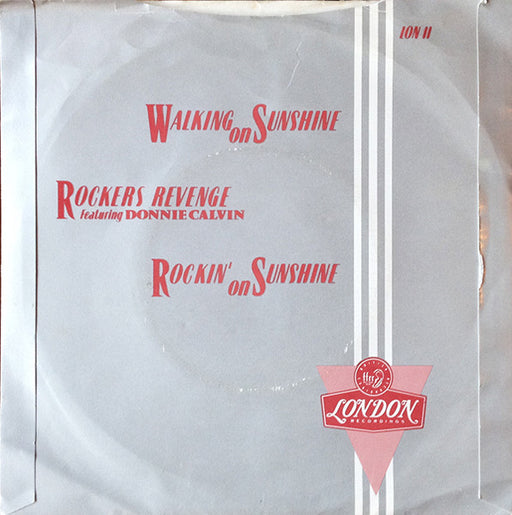 LON 11
WALKING on SUNSHINE
ROCKERS REVENGE
featuring DONNIE CALVIN
ROCKIN' on SUNSHINE
LONDON
RECORDINGS